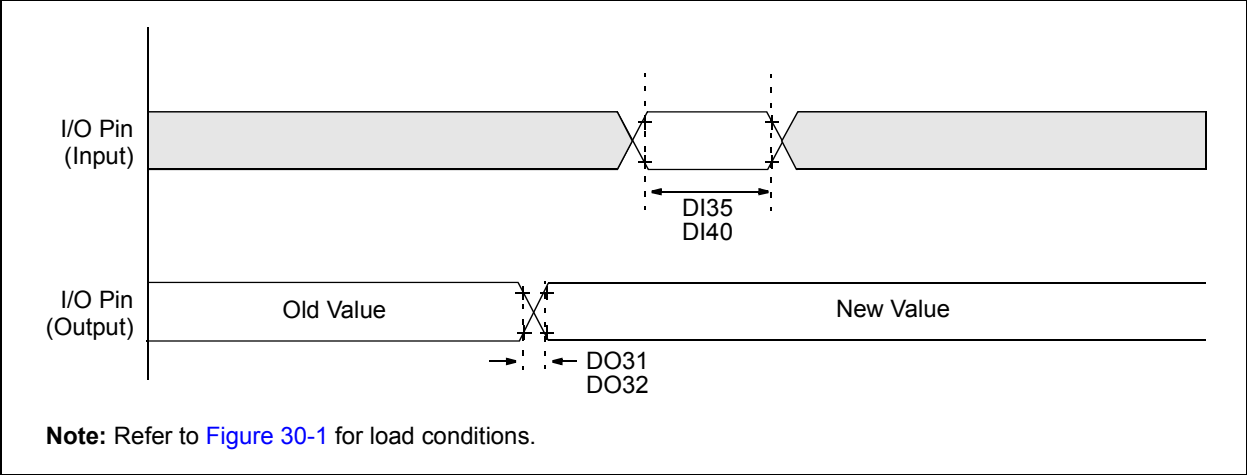 I/O Pin
(Input)
DI35
DI40
I/O Pin
(Output)
Old Value
New Value
DO31
DO32
Note: Refer to Figure 30-1 for load conditions.